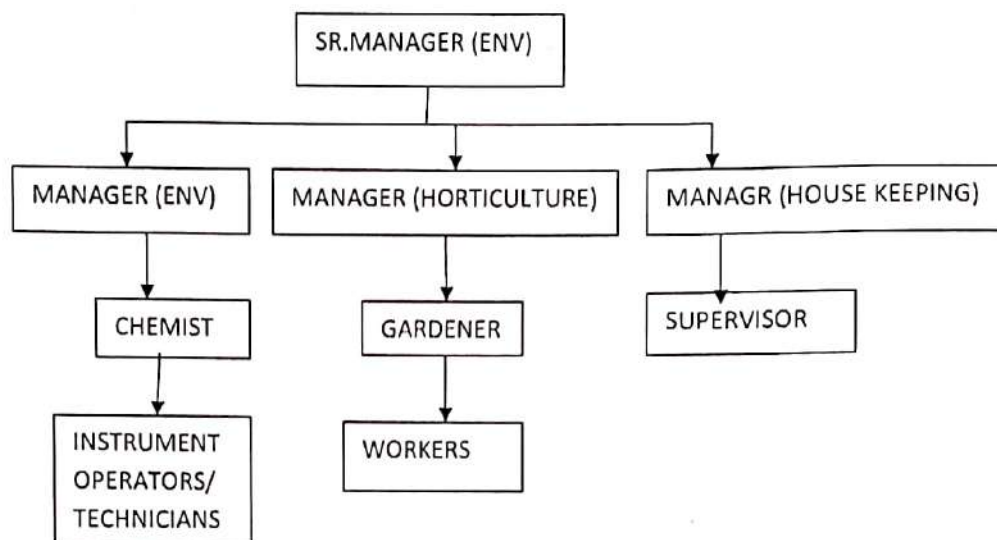 SR.MANAGER (ENV)
MANAGER (ENV)
MANAGER (HORTICULTURE)
MANAGR (HOUSE KEEPING)
CHEMIST
GARDENER
SUPERVISOR
INSTRUMENT
OPERATORS/
TECHNICIANS
WORKERS